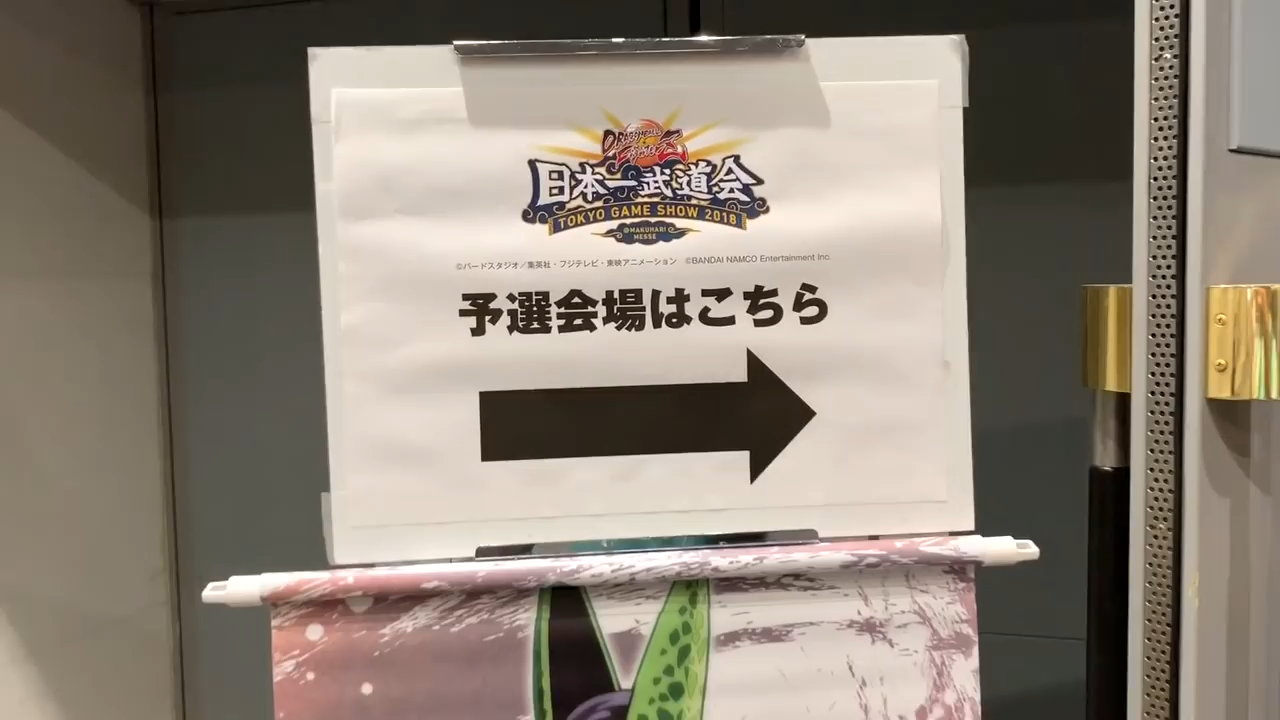 DRAGONBALL
FighterZ
日本一武道会
TOKYO GAME SHOW 2018
@MAKUHARI
MESSE
©バードスタジオ／集英社・フジテレビ・東映アニメーション ©BANDAI NAMCO Entertainment Inc.
予選会場はこちら